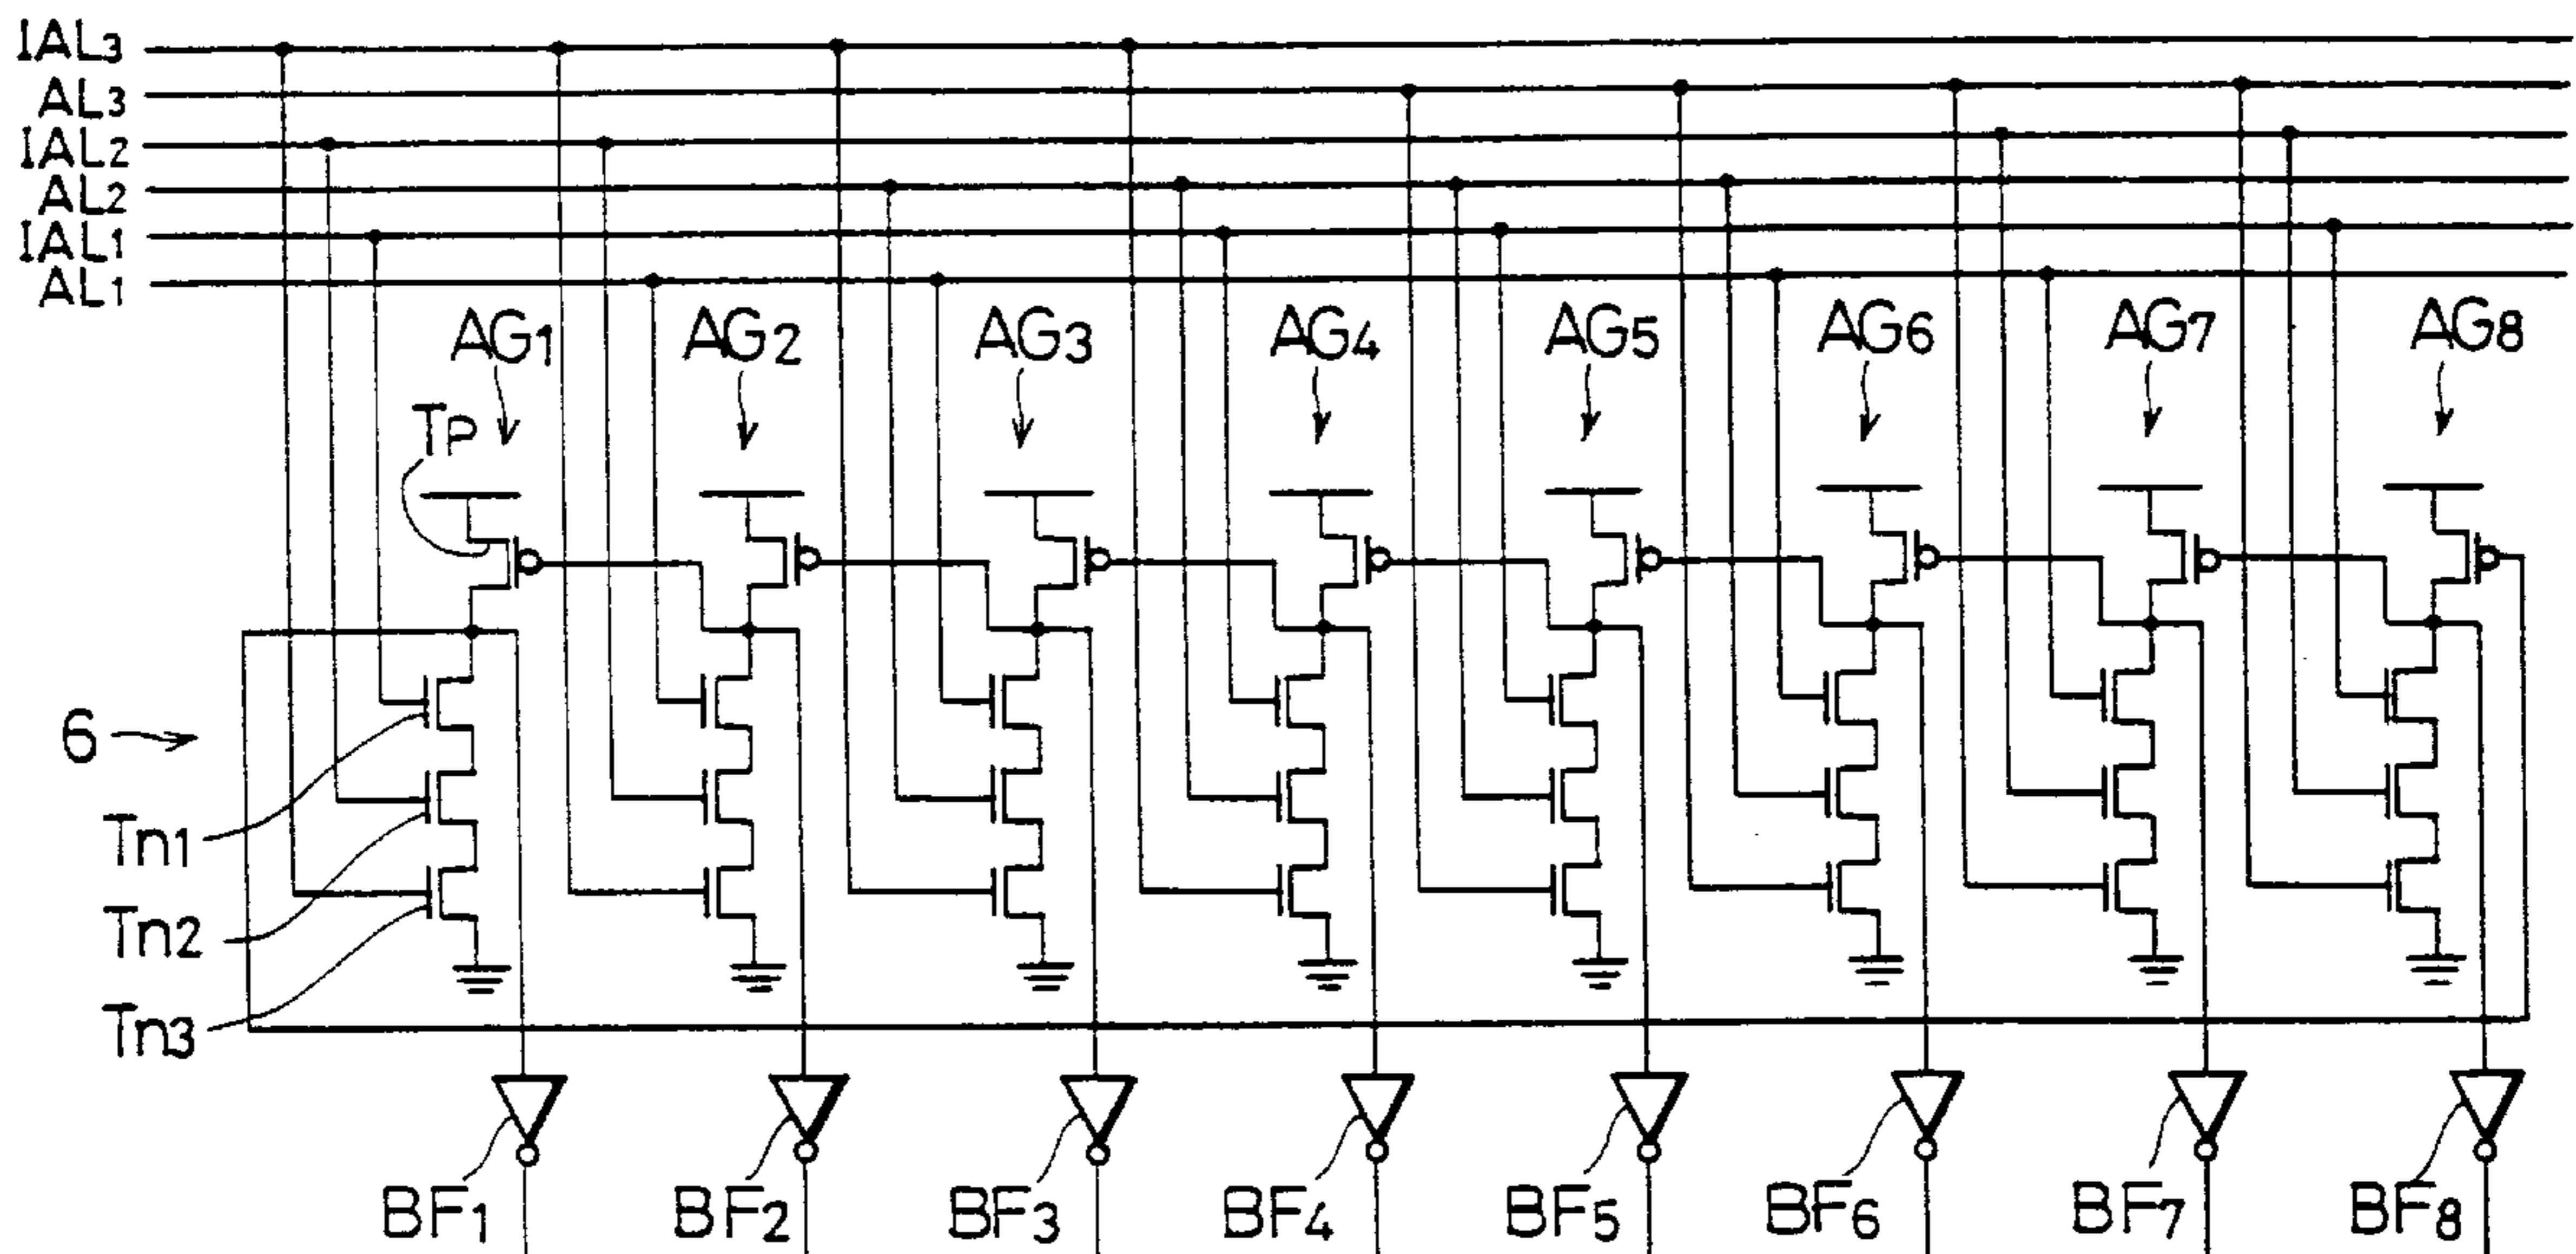 IAL3
AL3
IAL2
AL2
IAL1
AL1
AG1 AG2 AG3 AG4 AG5 AG6 AG7 AG8
TP
6
Tn1
Tn2
Tn3
BF1 BF2 BF3 BF4 BF5 BF6 BF7 BF8